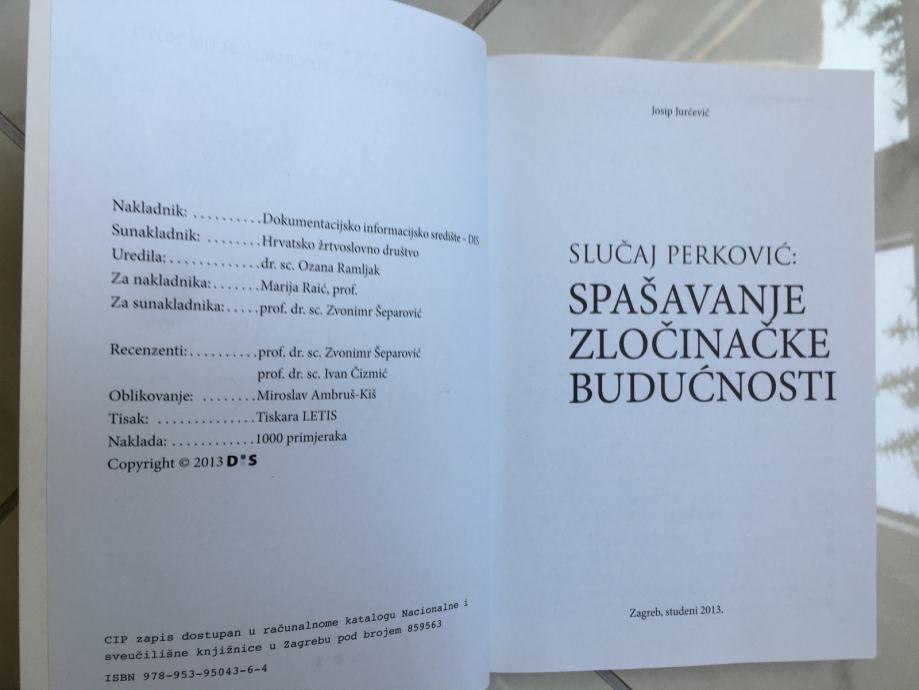 Nakladnik: ..........Dokumentacijsko informacijsko središte – DIS
Sunakladnik: ........Hrvatsko žrtvoslovno društvo
Uredila:.............dr. sc. Ozana Ramljak
Za nakladnika:.......Marija Raić, prof.
Za sunakladnika:.....prof. dr. sc. Zvonimr Šeparović
Recenzenti:..........prof. dr. sc. Zvonimr Šeparović
prof. dr. sc. Ivan Čizmić
Oblikovanje: ........Miroslav Ambruš-Kiš
Tisak: ..............Tiskara LETIS
Naklada: ............1000 primjeraka
Copyright © 2013 DIS
CIP zapis dostupan u računalnome katalogu Nacionalne i
sveučilišne knjižnice u Zagrebu pod brojem 859563
ISBN 978-953-95043-6-4
Josip Jurčević
SLUČAJ PERKOVIĆ:
SPAŠAVANJE
ZLOČINAČKE
BUDUĆNOSTI
Zagreb, studeni 2013.